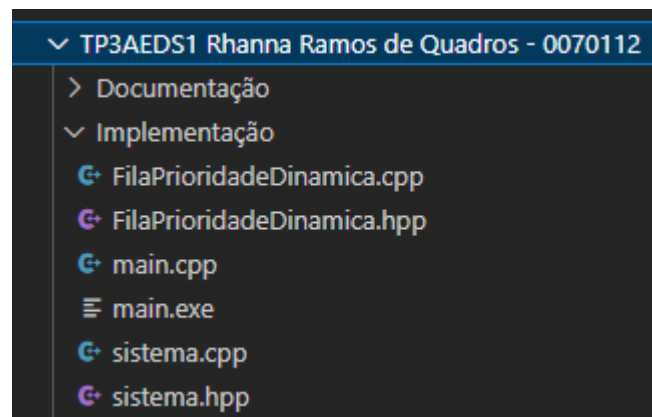 TP3AEDS1 Rhanna Ramos de Quadros - 0070112
Documentação
Implementação
FilaPrioridadeDinamica.cpp
FilaPrioridadeDinamica.hpp
main.cpp
main.exe
sistema.cpp
sistema.hpp